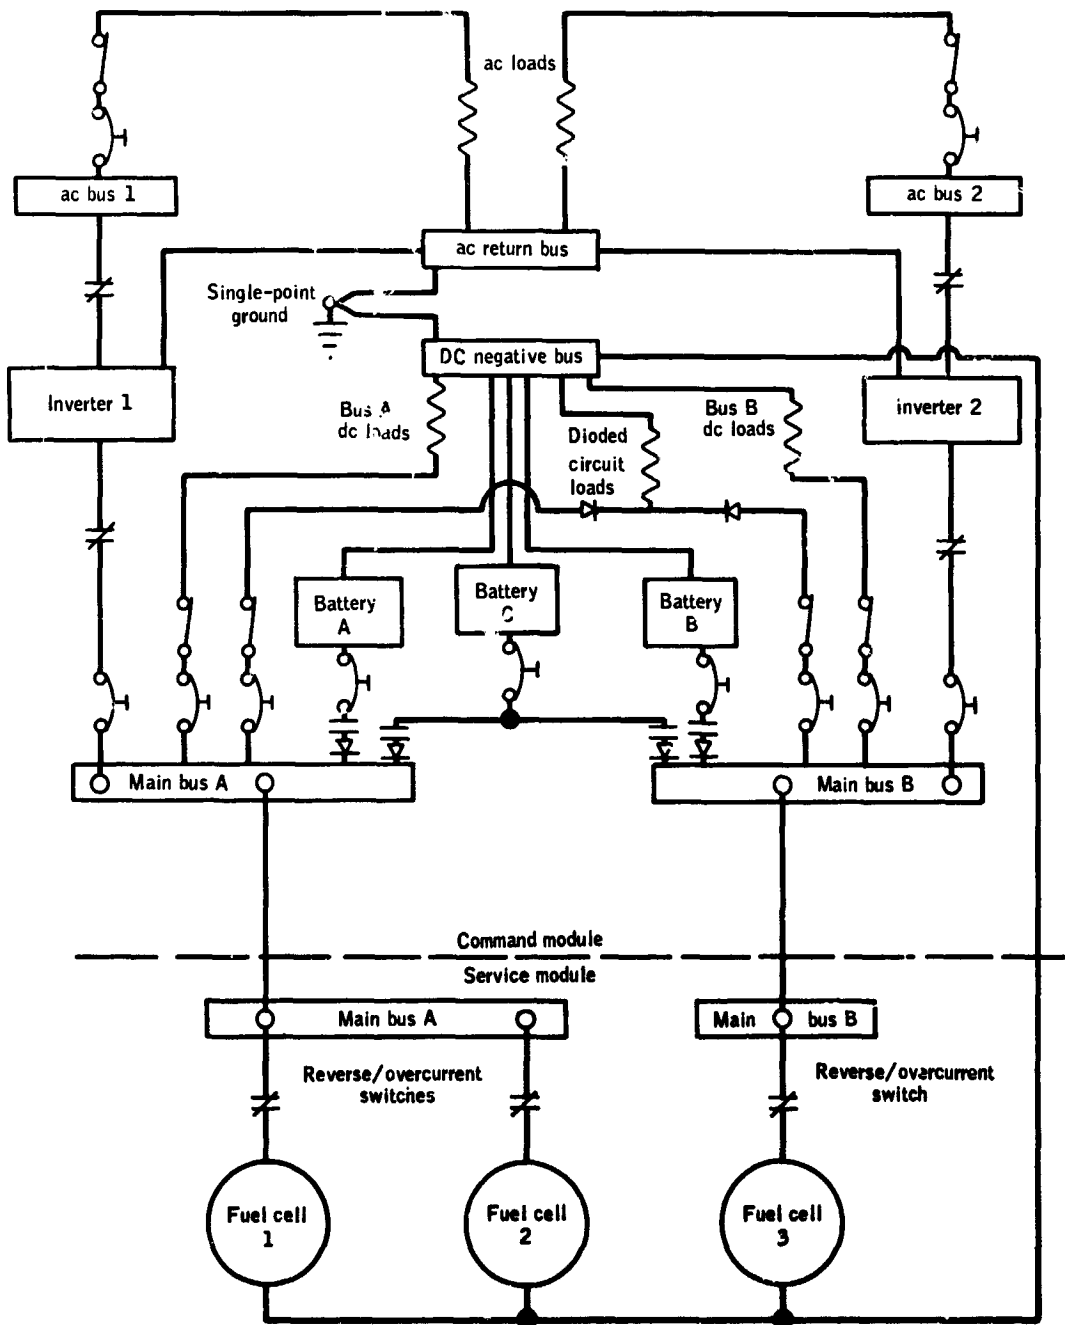 ac loads
ac bus 1
ac bus 2
ac return bus
Single-point
ground
DC negative bus
Inverter 1
inverter 2
Bus A
dc loads
Bus B
dc loads
Dioded
circuit
loads
Battery
A
Battery
C
Battery
B
Main bus A
Main bus B
Command module
Service module
Main bus A
Main bus B
Reverse/overcurrent
switches
Reverse/overcurrent
switch
Fuel cell
1
Fuel cell
2
Fuel cell
3